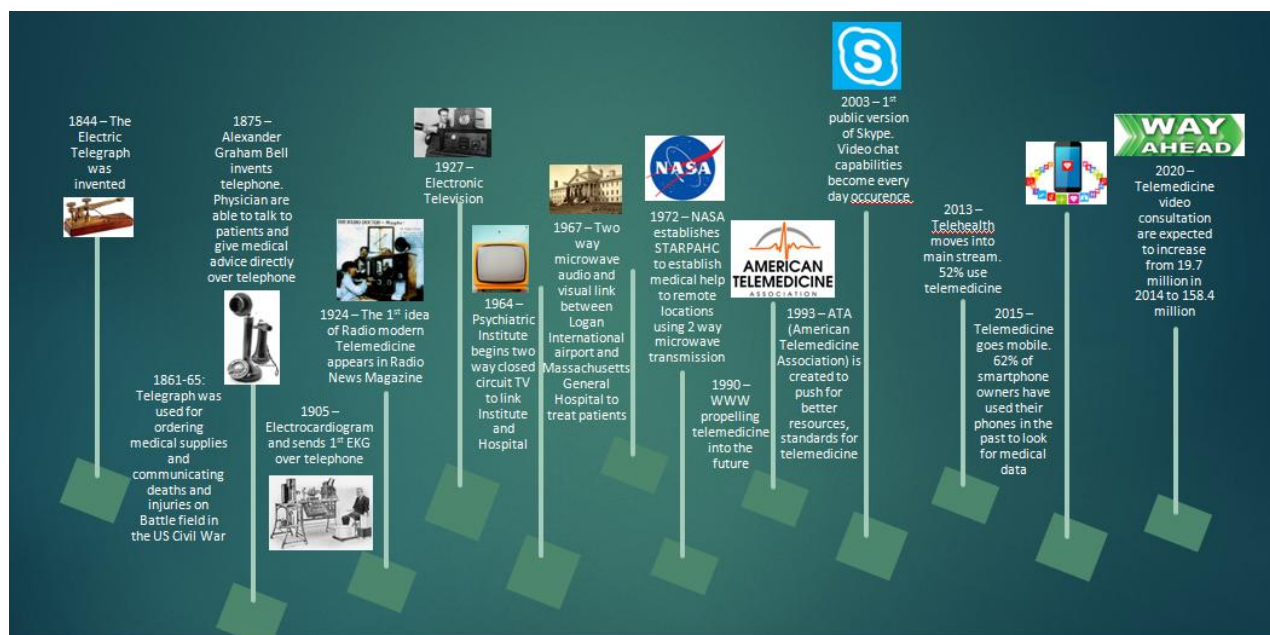 1844 – The
Electric
Telegraph
was
invented
1861-65:
Telegraph was
used for
ordering
medical supplies
and
communicating
deaths and
injuries on
Battle field in
the US Civil War
1875 –
Alexander
Graham Bell
invents
telephone.
Physician are
able to talk to
patients and
give medical
advice directly
over telephone
1905 –
Electrocardiogram
and sends 1st EKG
over telephone
1924 – The 1st idea
of Radio modern
Telemedicine
appears in Radio
News Magazine
1927 –
Electronic
Television
1964 –
Psychiatric
Institute
begins two
way closed
circuit TV
to link
Institute
and
Hospital
1967 – Two
way
microwave
audio and
visual link
between
Logan
International
airport and
Massachusetts
General
Hospital to
treat patients
NASA
1972 – NASA
establishes
STARPAHC
to establish
medical help
to remote
locations
using 2 way
microwave
transmission
1990 –
WWW
propelling
telemedicine
into the
future
AMERICAN
TELEMEDICINE
ASSOCIATION
1993 – ATA
(American
Telemedicine
Association) is
created to
push for
better
resources,
standards for
telemedicine
S
2003 – 1st
public version
of Skype.
Video chat
capabilities
become every
day occurence.
2013 –
Telehealth
moves into
main stream.
52% use
telemedicine
2015 –
Telemedicine
goes mobile.
62% of
smartphone
owners have
used their
phones in the
past to look
for medical
data
WAY
AHEAD
2020 –
Telemedicine
video
consultation
are expected
to increase
from 19.7
million in
2014 to 158.4
million